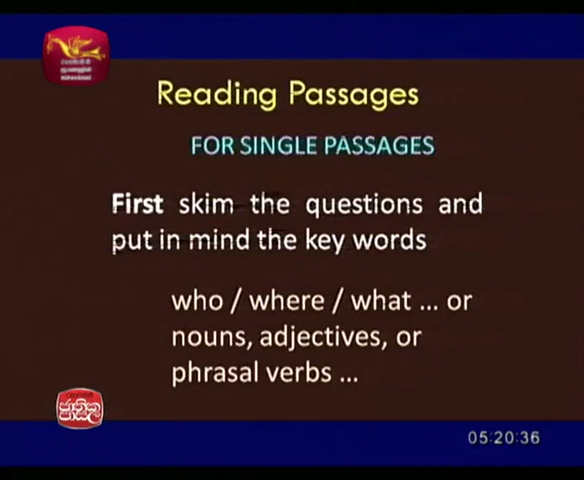 Reading Passages
FOR SINGLE PASSAGES
First skim the questions and
put in mind the key words
who / where / what ... or
nouns, adjectives, or
phrasal verbs ...
05:20:36